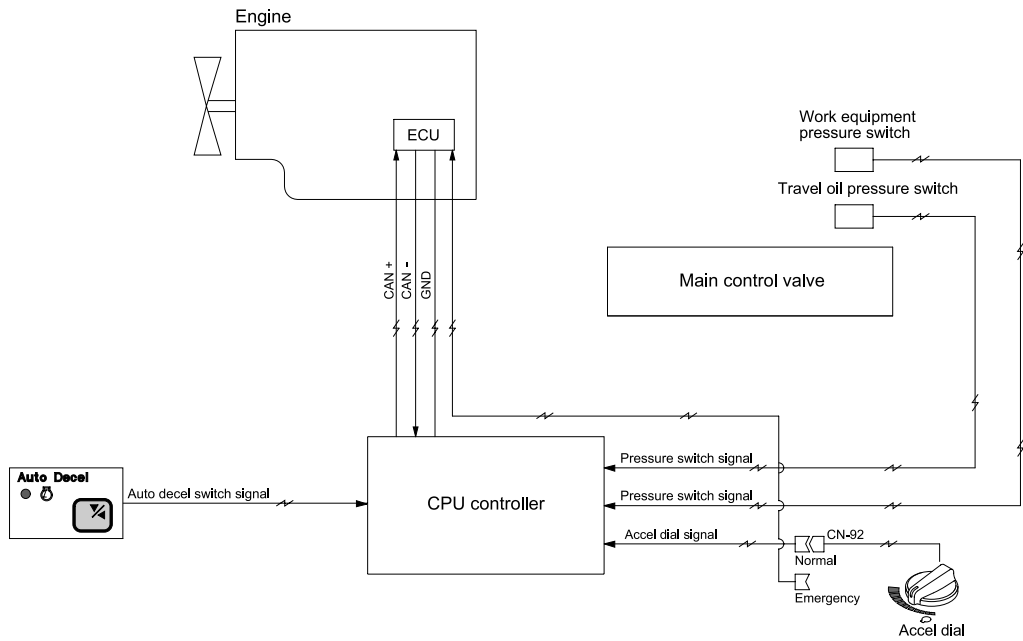 Engine
ECU
Work equipment
pressure switch
Travel oil pressure switch
CAN +
CAN -
GND
Main control valve
Auto Decel
Auto decel switch signal
CPU controller
Pressure switch signal
Pressure switch signal
Accel dial signal
CN-92
Normal
Emergency
Accel dial